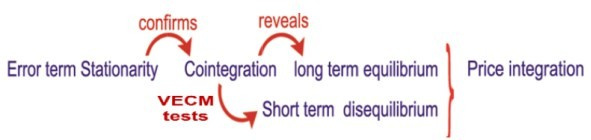 confirms reveals
Error term Stationarity Cointegration long term equilibrium Price integration
VECM
tests
Short term disequilibrium